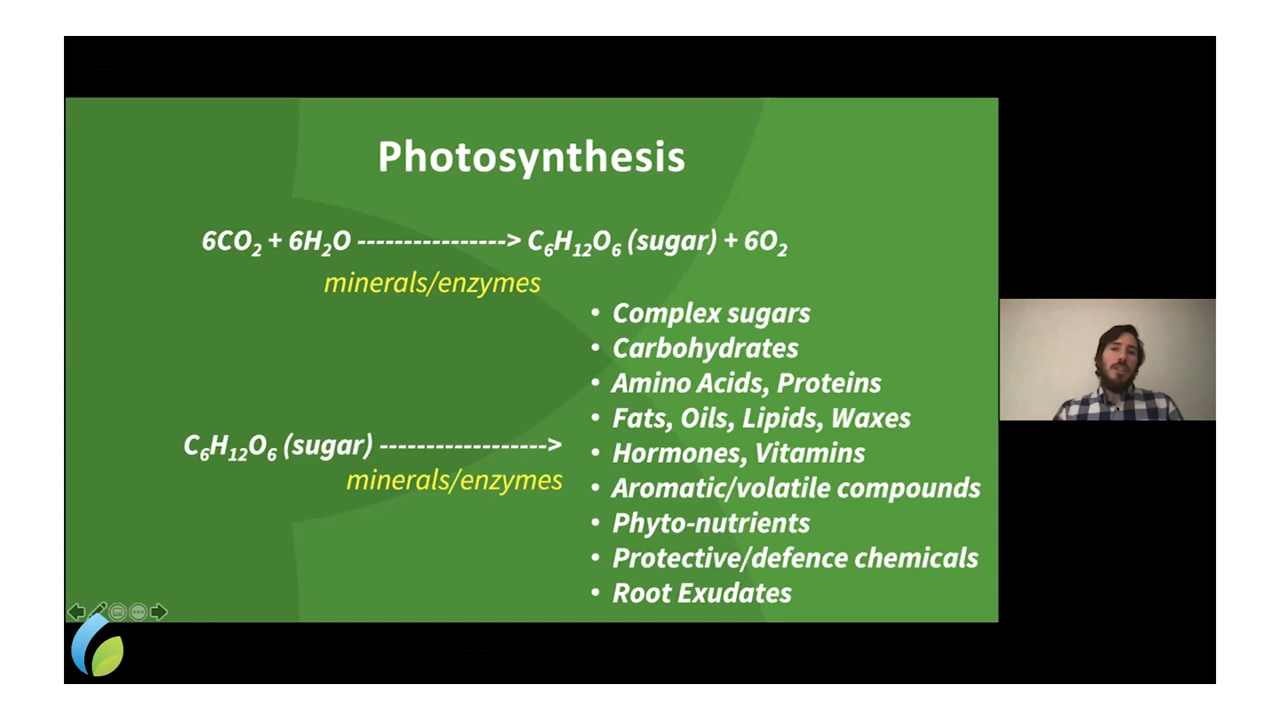 Photosynthesis
6CO₂ + 6H₂O ----------------> C₆H₁₂O₆ (sugar) + 6O₂
minerals/enzymes
• Complex sugars
• Carbohydrates
• Amino Acids, Proteins
• Fats, Oils, Lipids, Waxes
C₆H₁₂O₆ (sugar) ------------------>
minerals/enzymes
• Hormones, Vitamins
• Aromatic/volatile compounds
• Phyto-nutrients
• Protective/defence chemicals
• Root Exudates